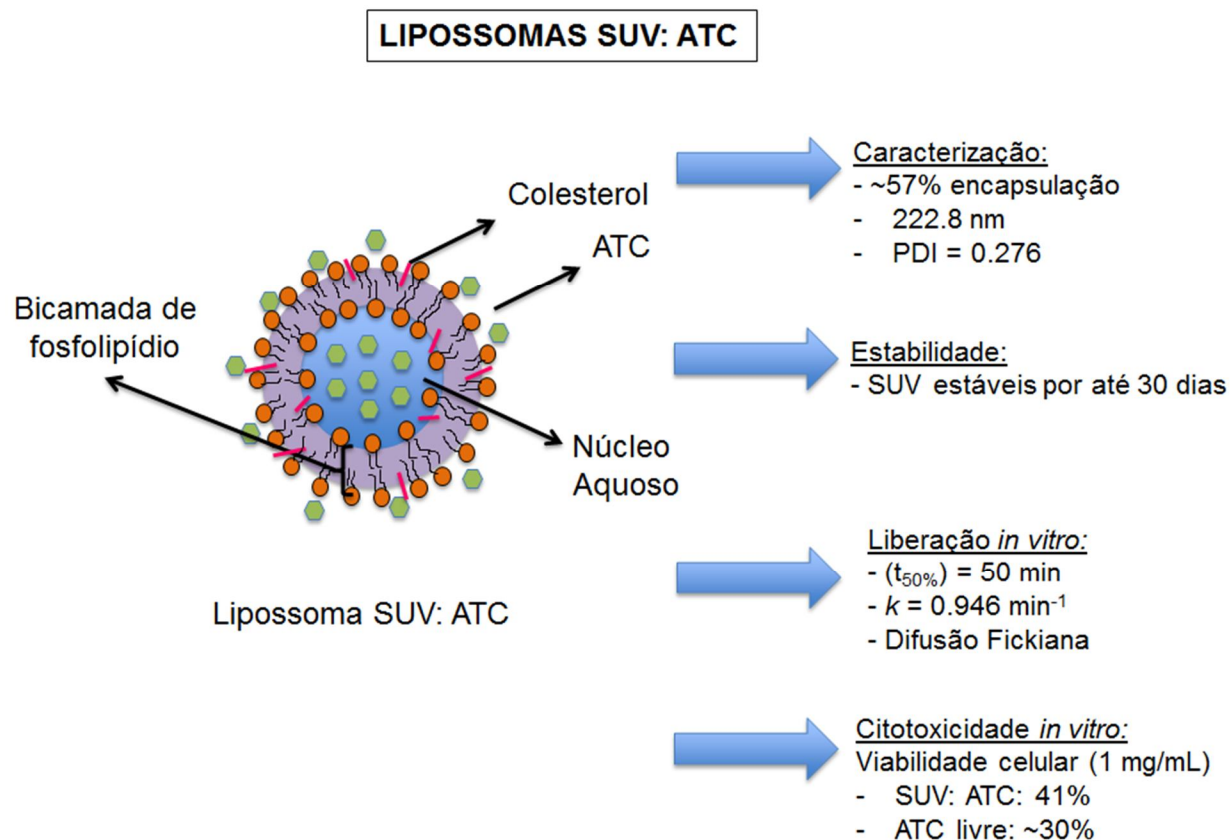 LIPOSSOMAS SUV: ATC
Colesterol
ATC
Bicamada de
fosfolipídio
Núcleo
Aquoso
Lipossoma SUV: ATC
Caracterização:
- ~57% encapsulação
- 222.8 nm
- PDI = 0.276
Estabilidade:
- SUV estáveis por até 30 dias
Liberação in vitro:
- (t50%) = 50 min
- k = 0.946 min-1
- Difusão Fickiana
Citotoxicidade in vitro:
Viabilidade celular (1 mg/mL)
- SUV: ATC: 41%
- ATC livre: ~30%